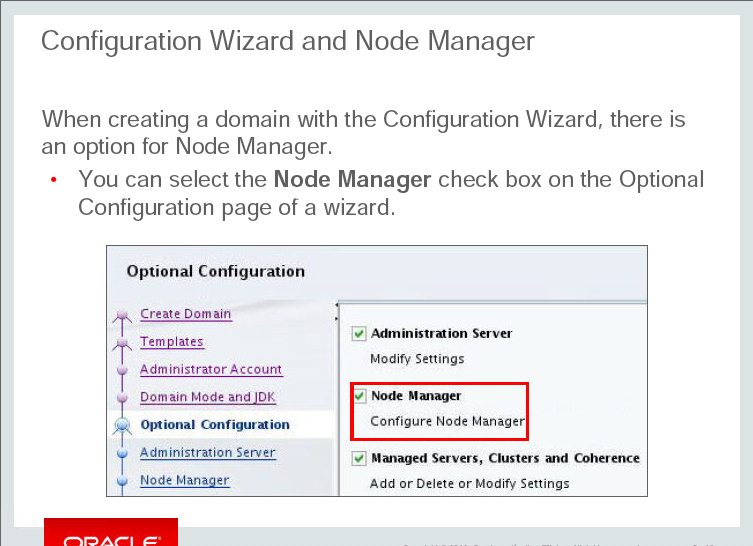 Configuration Wizard and Node Manager
When creating a domain with the Configuration Wizard, there is
an option for Node Manager.
• You can select the Node Manager check box on the Optional
Configuration page of a wizard.
Optional Configuration
Create Domain
Templates
Administrator Account
Domain Mode and JDK
Optional Configuration
Administration Server
Node Manager
Administration Server
Modify Settings
Node Manager
Configure Node Manager
Managed Servers, Clusters and Coherence
Add or Delete or Modify Settings
ORACLE